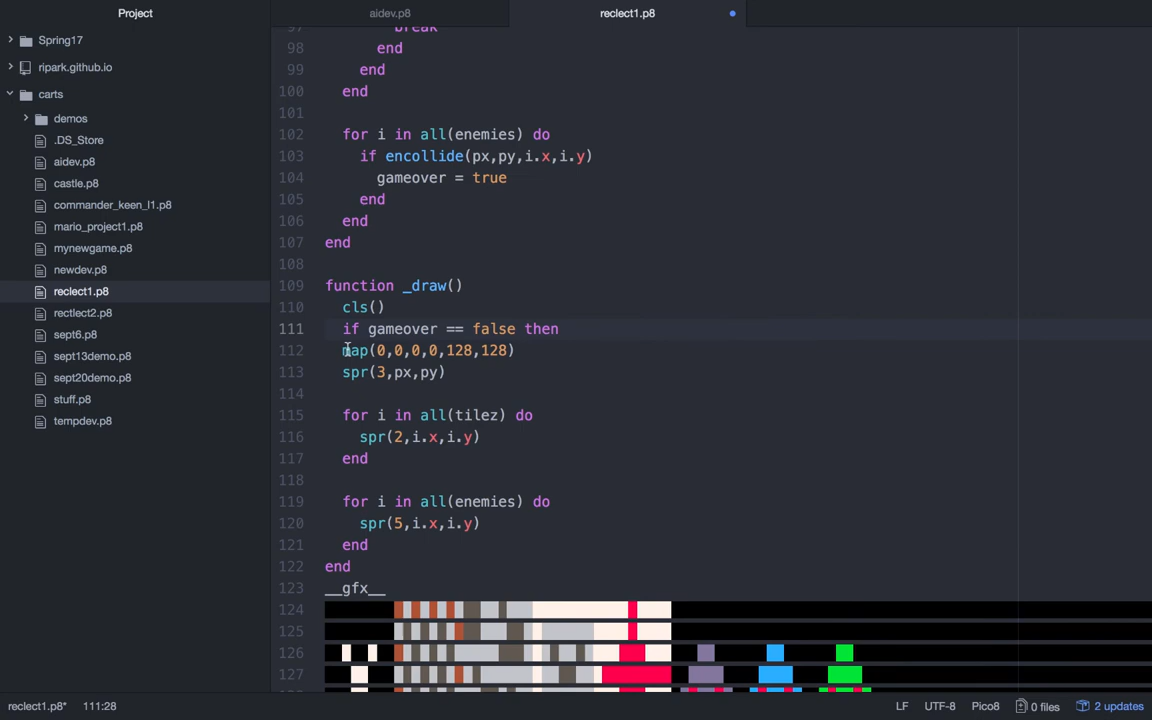 Project
aidev.p8
reclect1.p8
Spring17
ripark.github.io
carts
demos
.DS_Store
aidev.p8
castle.p8
commander_keen_l1.p8
mario_project1.p8
mynewgame.p8
newdev.p8
reclect1.p8
rectlect2.p8
sept6.p8
sept13demo.p8
sept20demo.p8
stuff.p8
tempdev.p8
97 break
98 end
99 end
100 end
101
102 for i in all(enemies) do
103 if encollide(px,py,i.x,i.y)
104 gameover = true
105 end
106 end
107 end
108
109 function _draw()
110 cls()
111 if gameover == false then
112 map(0,0,0,0,128,128)
113 spr(3,px,py)
114
115 for i in all(tilez) do
116 spr(2,i.x,i.y)
117 end
118
119 for i in all(enemies) do
120 spr(5,i.x,i.y)
121 end
122 end
123 __gfx__
124
125
126
127
reclect1.p8* 111:28 LF UTF-8 Pico8 0 files 2 updates